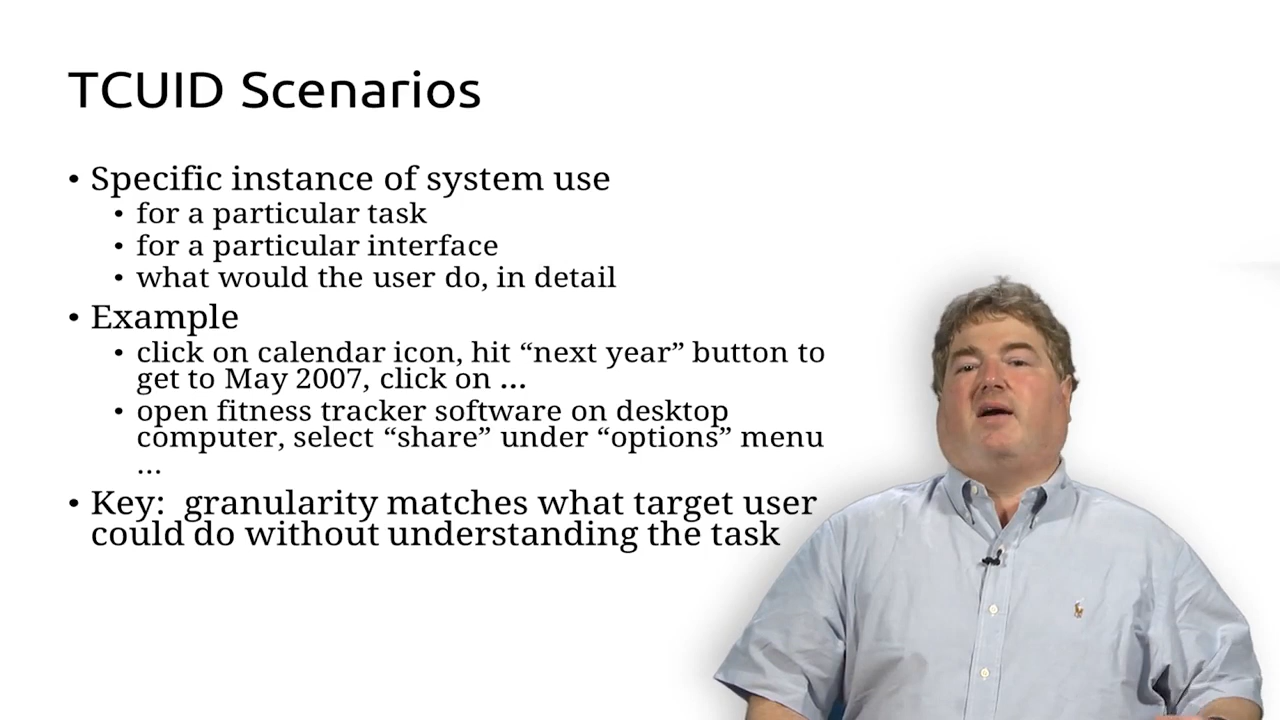 TCUID Scenarios
• Specific instance of system use
• for a particular task
• for a particular interface
• what would the user do, in detail
• Example
• click on calendar icon, hit “next year” button to
get to May 2007, click on ...
• open fitness tracker software on desktop
computer, select “share” under “options” menu
...
• Key:  granularity matches what target user
could do without understanding the task